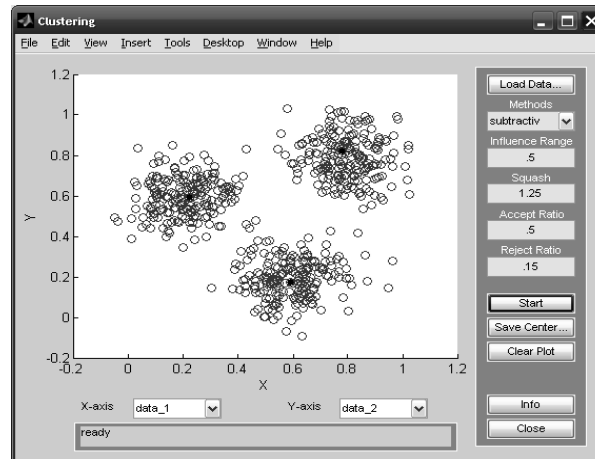 Clustering
File Edit View Insert Tools Desktop Window Help
1.2
1
0.8
0.6
0.4
0.2
0
-0.2
Y
-0.2 0 0.2 0.4 0.6 0.8 1 1.2
X
X-axis data_1 Y-axis data_2
ready
Load Data...
Methods
subtractiv
Influence Range
.5
Squash
1.25
Accept Ratio
.5
Reject Ratio
.15
Start
Save Center...
Clear Plot
Info
Close